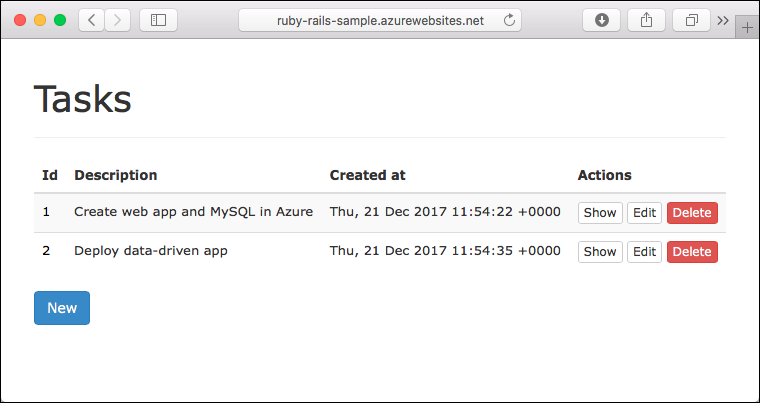 ruby-rails-sample.azurewebsites.net
Tasks
Id Description Created at Actions
1 Create web app and MySQL in Azure Thu, 21 Dec 2017 11:54:22 +0000 Show Edit Delete
2 Deploy data-driven app Thu, 21 Dec 2017 11:54:35 +0000 Show Edit Delete
New